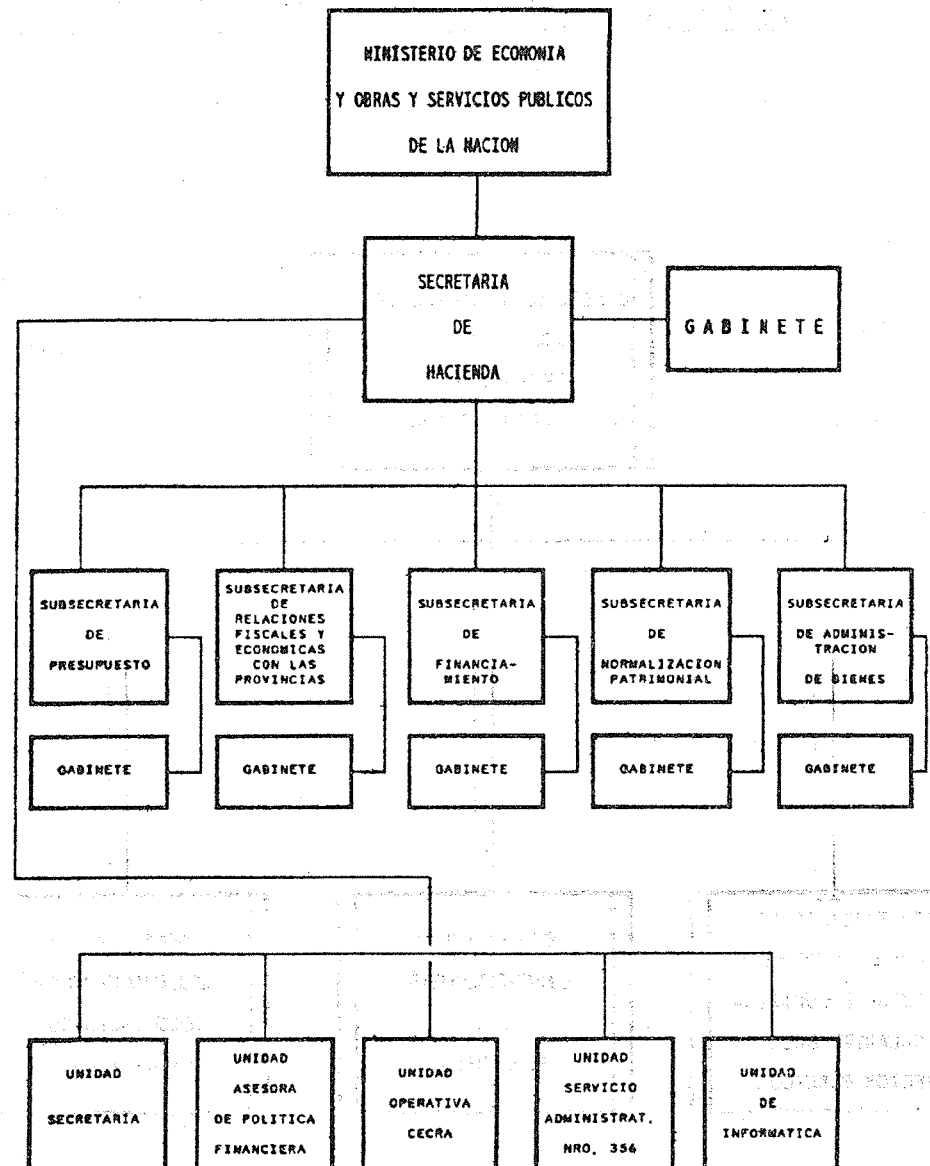 MINISTERIO DE ECONOMIA
Y OBRAS Y SERVICIOS PUBLICOS
DE LA NACION
SECRETARIA
DE
HACIENDA
GABINETE
SUBSECRETARIA
DE
PRESUPUESTO
SUBSECRETARIA
DE
RELACIONES
FISCALES Y
ECONOMICAS
CON LAS
PROVINCIAS
SUBSECRETARIA
DE
FINANCIA-
MIENTO
SUBSECRETARIA
DE
NORMALIZACION
PATRIMONIAL
SUBSECRETARIA
DE ADMINIS-
TRACION
DE BIENES
GABINETE
GABINETE
GABINETE
GABINETE
GABINETE
UNIDAD
SECRETARIA
UNIDAD
ASESORA
DE POLITICA
FINANCIERA
UNIDAD
OPERATIVA
CECRA
UNIDAD
SERVICIO
ADMINISTRAT.
NRO. 356
UNIDAD
DE
INFORMATICA